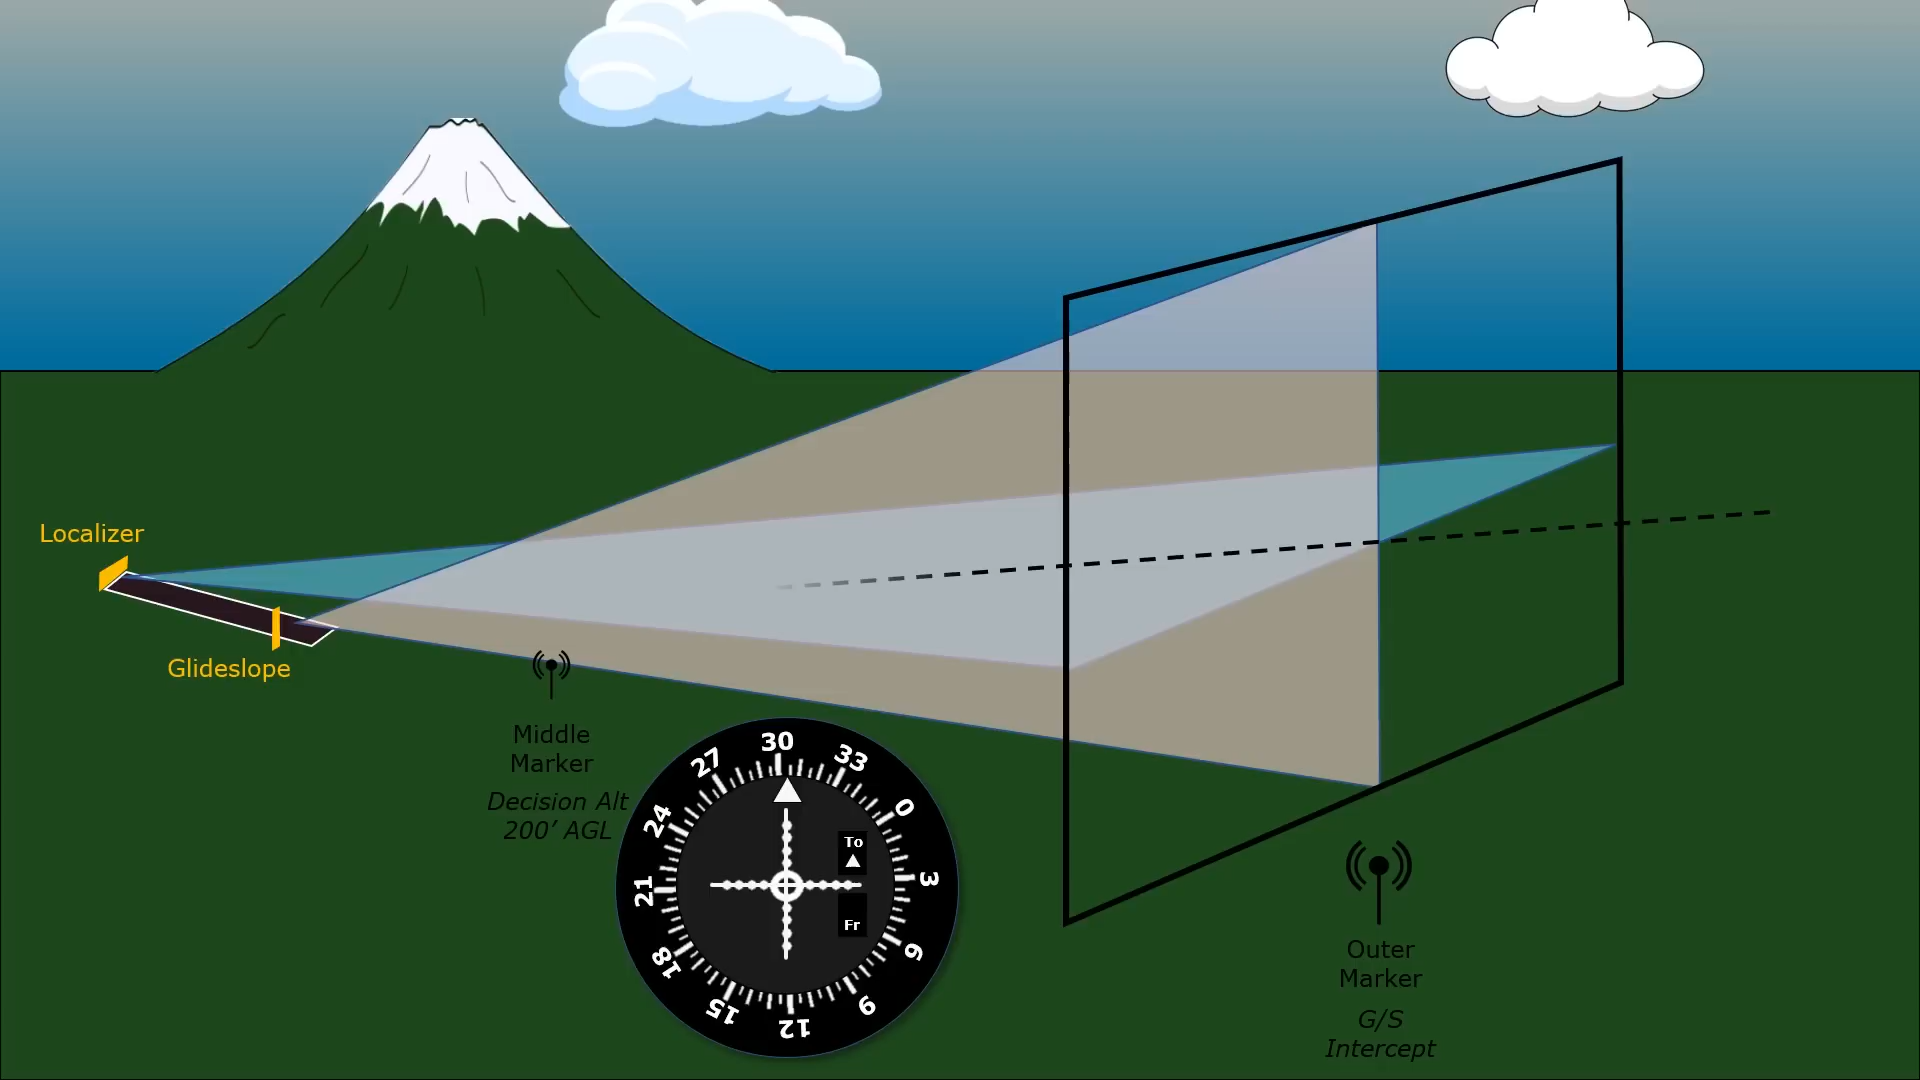 Localizer
Glideslope
Middle
Marker
Decision Alt
200’ AGL
30
33
0
3
6
9
12
15
18
21
24
27
To
Fr
Outer
Marker
G/S
Intercept